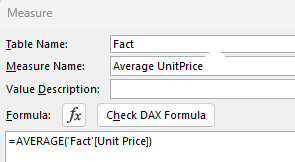 Measure
Table Name: Fact
Measure Name: Average UnitPrice
Value Description:
Formula: fx Check DAX Formula
=AVERAGE('Fact'[Unit Price])